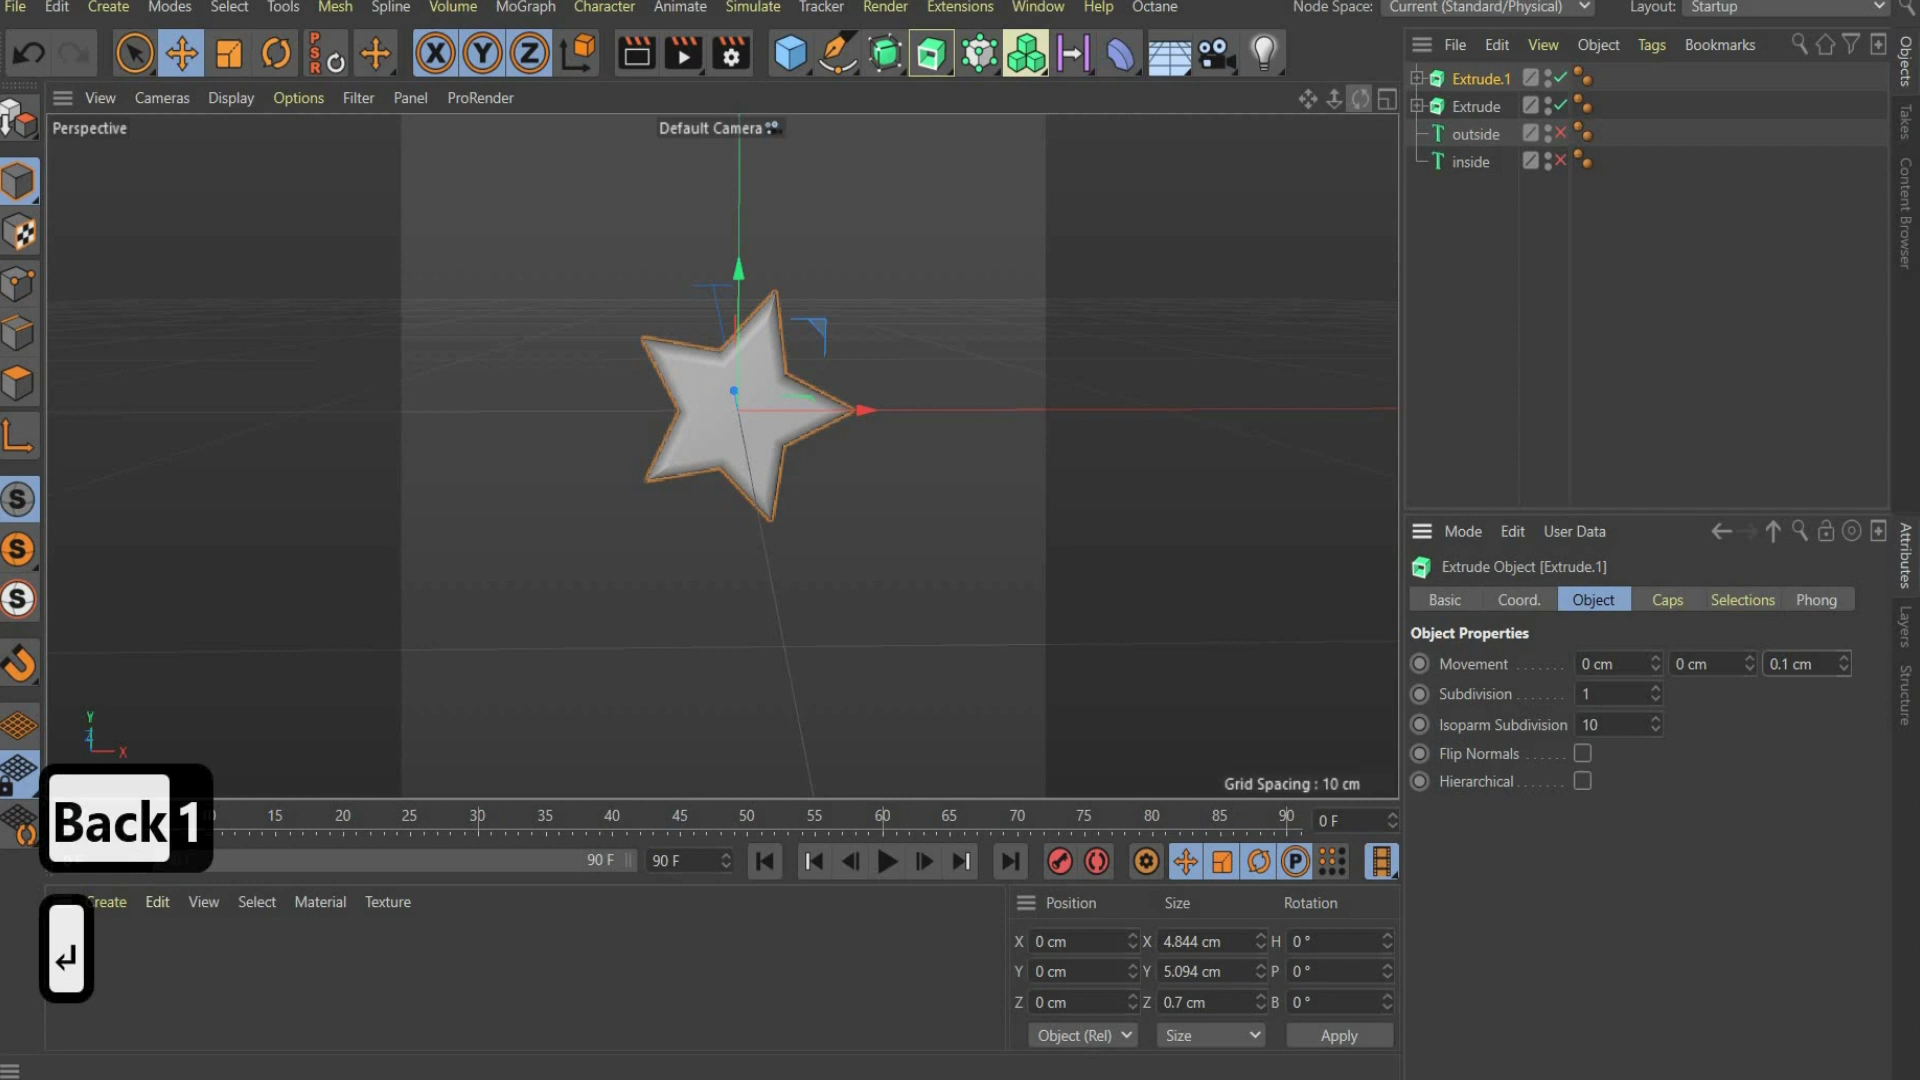 File Edit Create Modes Select Tools Mesh Spline Volume MoGraph Character Animate Simulate Tracker Render Extensions Window Help Octane Node Space: Current (Standard/Physical) Layout: Startup
PSR X Y Z
File Edit View Object Tags Bookmarks
View Cameras Display Options Filter Panel ProRender
Perspective
Default Camera
Extrude.1
Extrude
outside
inside
Objects
Takes
Content Browser
S
S
S
Mode Edit User Data
Extrude Object [Extrude.1]
Basic Coord. Object Caps Selections Phong
Object Properties
Movement . . . . . . . 0 cm 0 cm 0.1 cm
Subdivision . . . . . . 1
Isoparm Subdivision 10
Flip Normals . . . . . .
Hierarchical . . . . . . .
Attributes
Layers
Structure
Y
Z
X
Grid Spacing : 10 cm
Back 1
15 20 25 30 35 40 45 50 55 60 65 70 75 80 85 90 0 F
90 F 90 F P
↵
Create Edit View Select Material Texture
Position Size Rotation
X 0 cm X 4.844 cm H 0 °
Y 0 cm Y 5.094 cm P 0 °
Z 0 cm Z 0.7 cm B 0 °
Object (Rel) Size Apply